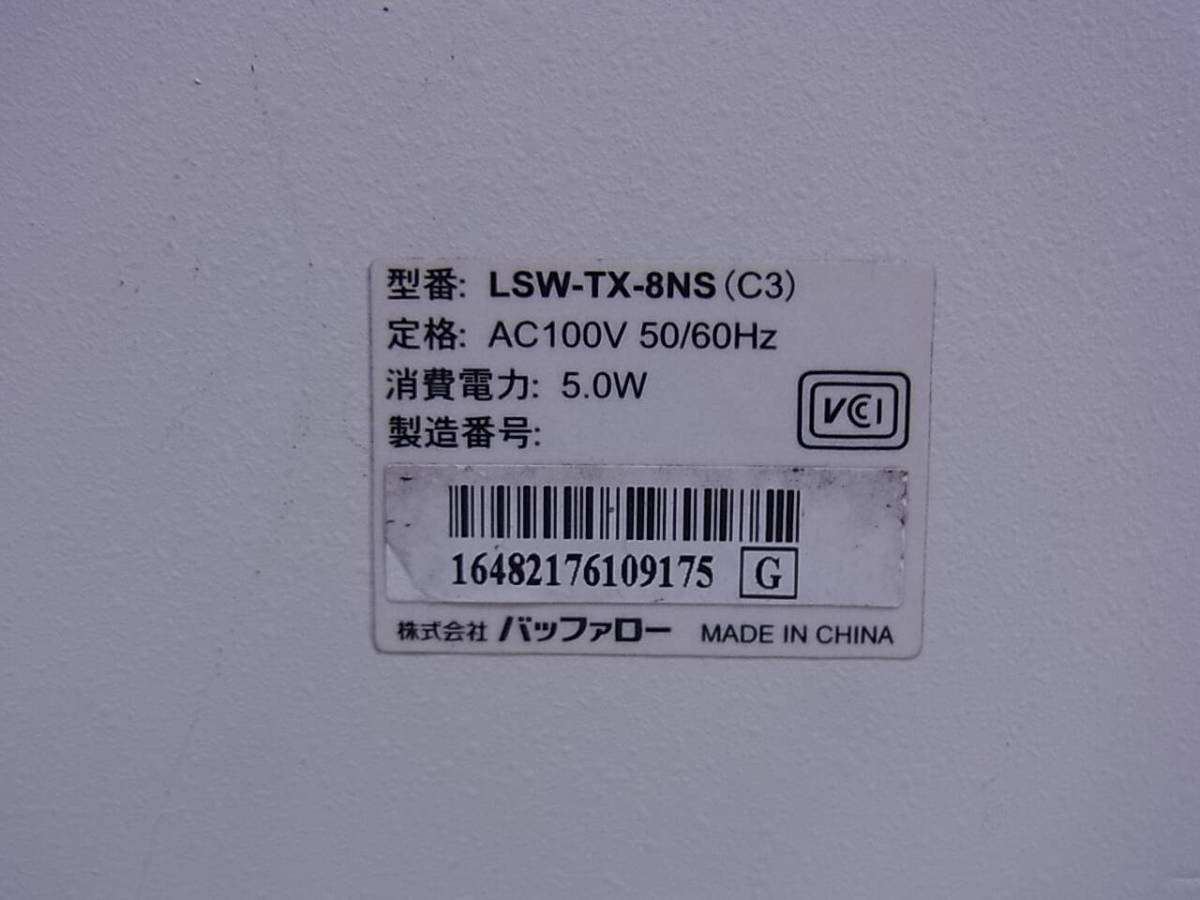 型番: LSW-TX-8NS(C3)
定格: AC100V 50/60Hz
消費電力: 5.0W
VCCI
製造番号:
16482176109175 G
株式会社 バッファロー MADE IN CHINA